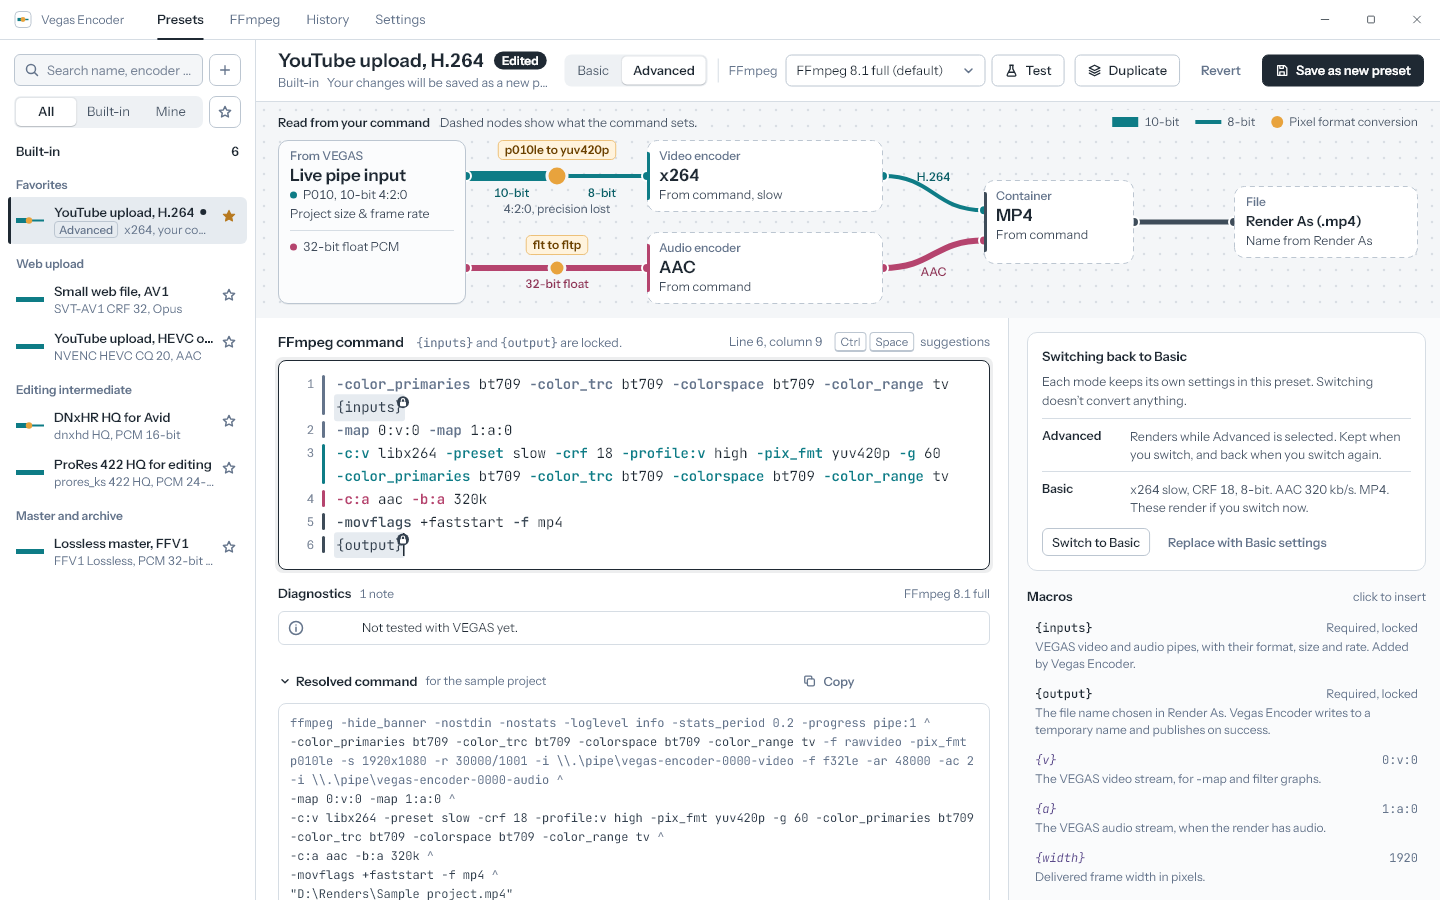 Vegas Encoder
Presets
FFmpeg
History
Settings
Search name, encoder ...
All
Built-in
Mine
Built-in
6
Favorites
YouTube upload, H.264
Advanced
x264, your co...
Web upload
Small web file, AV1
SVT-AV1 CRF 32, Opus
YouTube upload, HEVC o...
NVENC HEVC CQ 20, AAC
Editing intermediate
DNxHR HQ for Avid
dnxhd HQ, PCM 16-bit
ProRes 422 HQ for editing
prores_ks 422 HQ, PCM 24-...
Master and archive
Lossless master, FFV1
FFV1 Lossless, PCM 32-bit ...
YouTube upload, H.264
Edited
Built-in
Your changes will be saved as a new p...
Basic
Advanced
FFmpeg
FFmpeg 8.1 full (default)
Test
Duplicate
Revert
Save as new preset
Read from your command
Dashed nodes show what the command sets.
10-bit
8-bit
Pixel format conversion
From VEGAS
Live pipe input
P010, 10-bit 4:2:0
Project size & frame rate
32-bit float PCM
p010le to yuv420p
10-bit
8-bit
4:2:0, precision lost
flt to fltp
32-bit float
Video encoder
x264
From command, slow
Audio encoder
AAC
From command
H.264
AAC
Container
MP4
From command
File
Render As (.mp4)
Name from Render As
FFmpeg command
{inputs} and {output} are locked.
Line 6, column 9
Ctrl
Space
suggestions
1
-color_primaries bt709 -color_trc bt709 -colorspace bt709 -color_range tv
{inputs}
2
-map 0:v:0 -map 1:a:0
3
-c:v libx264 -preset slow -crf 18 -profile:v high -pix_fmt yuv420p -g 60
-color_primaries bt709 -color_trc bt709 -colorspace bt709 -color_range tv
4
-c:a aac -b:a 320k
5
-movflags +faststart -f mp4
6
{output}
Diagnostics
1 note
FFmpeg 8.1 full
Not tested with VEGAS yet.
Resolved command
for the sample project
Copy
ffmpeg -hide_banner -nostdin -nostats -loglevel info -stats_period 0.2 -progress pipe:1 ^
-color_primaries bt709 -color_trc bt709 -colorspace bt709 -color_range tv -f rawvideo -pix_fmt
p010le -s 1920x1080 -r 30000/1001 -i \\.\pipe\vegas-encoder-0000-video -f f32le -ar 48000 -ac 2
-i \\.\pipe\vegas-encoder-0000-audio ^
-map 0:v:0 -map 1:a:0 ^
-c:v libx264 -preset slow -crf 18 -profile:v high -pix_fmt yuv420p -g 60 -color_primaries bt709
-color_trc bt709 -colorspace bt709 -color_range tv ^
-c:a aac -b:a 320k ^
-movflags +faststart -f mp4 ^
"D:\Renders\Sample project.mp4"
Switching back to Basic
Each mode keeps its own settings in this preset. Switching
doesn't convert anything.
Advanced
Renders while Advanced is selected. Kept when
you switch, and back when you switch again.
Basic
x264 slow, CRF 18, 8-bit. AAC 320 kb/s. MP4.
These render if you switch now.
Switch to Basic
Replace with Basic settings
Macros
click to insert
{inputs}
Required, locked
VEGAS video and audio pipes, with their format, size and rate. Added
by Vegas Encoder.
{output}
Required, locked
The file name chosen in Render As. Vegas Encoder writes to a
temporary name and publishes on success.
{v}
0:v:0
The VEGAS video stream, for -map and filter graphs.
{a}
1:a:0
The VEGAS audio stream, when the render has audio.
{width}
1920
Delivered frame width in pixels.